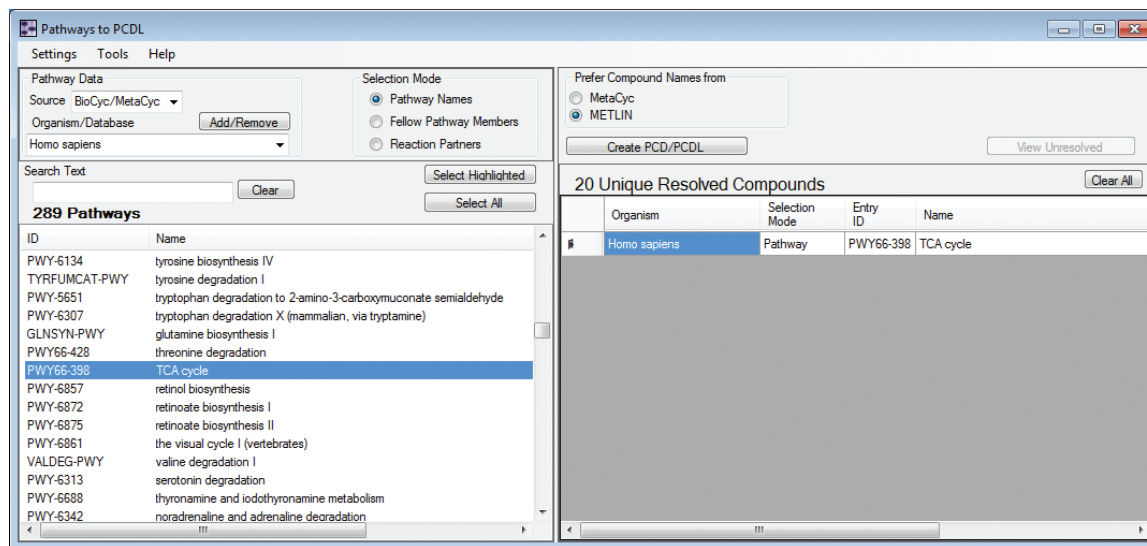 Pathways to PCDL
Settings Tools Help
Pathway Data
Source BioCyc/MetaCyc
Organism/Database Add/Remove
Homo sapiens
Selection Mode
Pathway Names
Fellow Pathway Members
Reaction Partners
Search Text
Clear
Select Highlighted
Select All
289 Pathways
ID Name
PWY-6134 tyrosine biosynthesis IV
TYRFUMCAT-PWY tyrosine degradation I
PWY-5651 tryptophan degradation to 2-amino-3-carboxymuconate semialdehyde
PWY-6307 tryptophan degradation X (mammalian, via tryptamine)
GLNSYN-PWY glutamine biosynthesis I
PWY66-428 threonine degradation
PWY66-398 TCA cycle
PWY-6857 retinol biosynthesis
PWY-6872 retinoate biosynthesis I
PWY-6875 retinoate biosynthesis II
PWY-6861 the visual cycle I (vertebrates)
VALDEG-PWY valine degradation I
PWY-6313 serotonin degradation
PWY-6688 thyronamine and iodothyronamine metabolism
PWY-6342 noradrenaline and adrenaline degradation
Prefer Compound Names from
MetaCyc
METLIN
Create PCD/PCDL View Unresolved
20 Unique Resolved Compounds Clear All
Organism Selection Mode Entry ID Name
Homo sapiens Pathway PWY66-398 TCA cycle